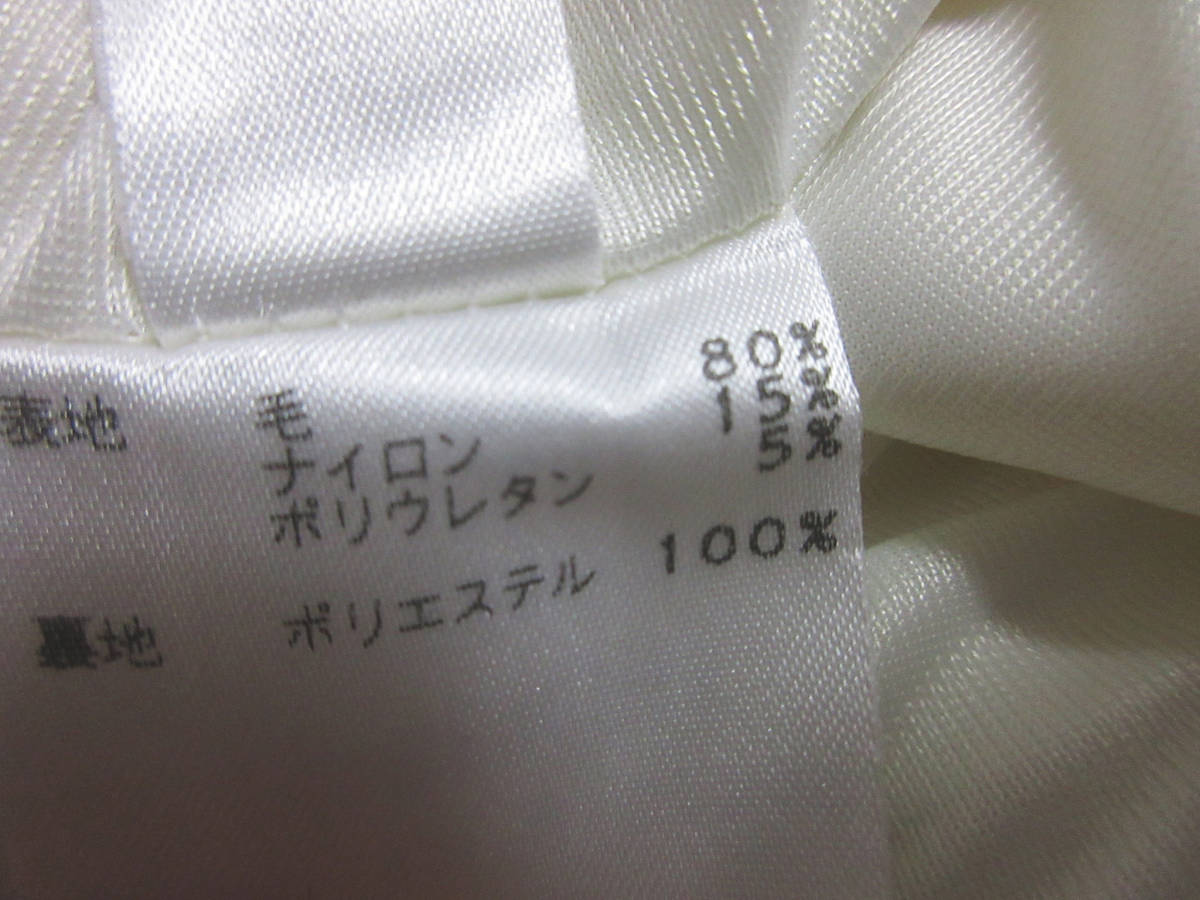 表地 毛 80%
ナイロン 15%
ポリウレタン 5%
裏地 ポリエステル 100%